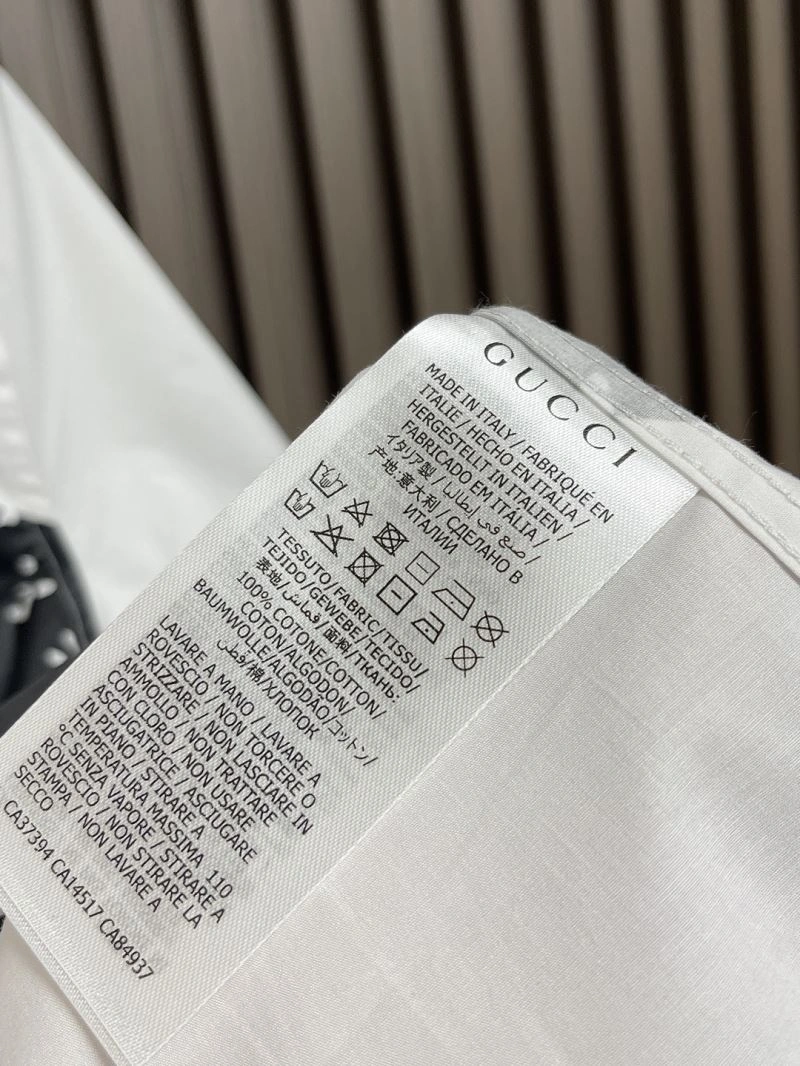 GUCCI
MADE IN ITALY / FABRIQUÉ EN
ITALIE / HECHO EN ITALIA /
HERGESTELLT IN ITALIEN /
FABRICADO EM ITALIA /
イタリア製 / صنع في إيطاليا /
产地:意大利 / СДЕЛАНО В
ИТАЛИИ
TESSUTO/FABRIC/TISSU/
TEJIDO/GEWEBE/TECIDO/
表地/قماش/面料/ТКАНЬ:
100% COTONE/COTTON/
COTON/ALGODON/
BAUMWOLLE/ALGODÃO/コットン/
قطن/棉/ХЛОПОК
LAVARE A MANO / LAVARE A
ROVESCIO / NON TORCERE O
STRIZZARE / NON LASCIARE IN
AMMOLLO / NON TRATTARE
CON CLORO / NON USARE
ASCIUGATRICE / ASCIUGARE
IN PIANO / STIRARE A
TEMPERATURA MASSIMA 110
°C SENZA VAPORE / STIRARE A
ROVESCIO / NON STIRARE LA
STAMPA / NON LAVARE A
SECCO
CA37394 CA14517 CA84937